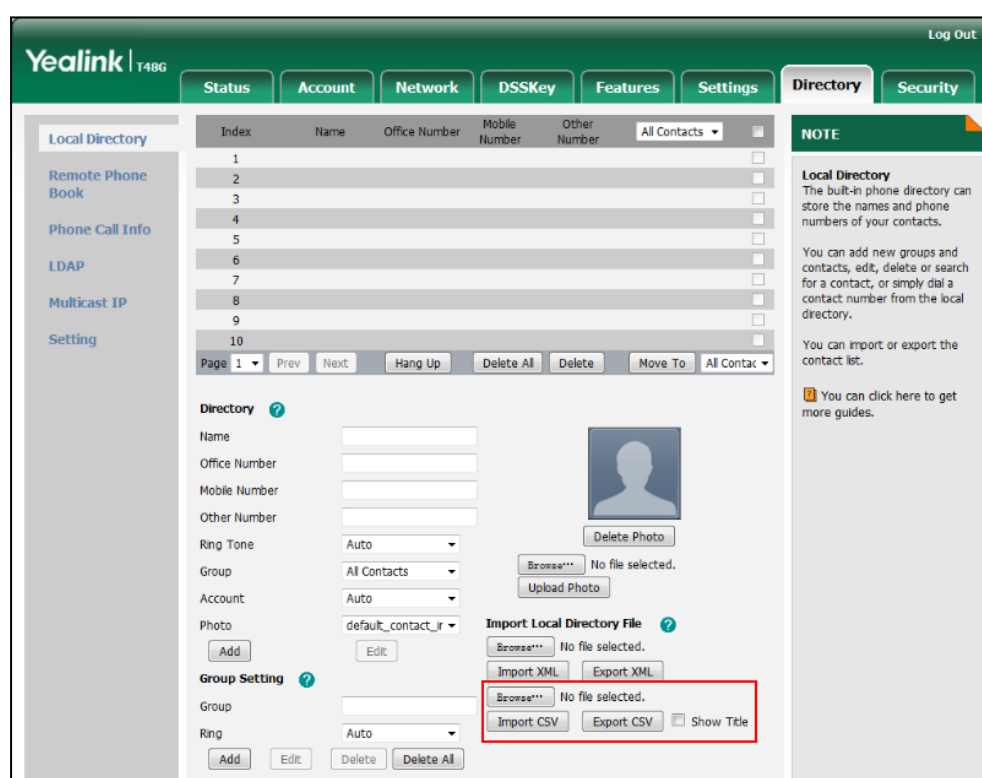 Log Out
Yealink | T48G
Status Account Network DSSKey Features Settings Directory Security
Local Directory
Remote Phone
Book
Phone Call Info
LDAP
Multicast IP
Setting
Index Name Office Number Mobile Number Other Number All Contacts
1
2
3
4
5
6
7
8
9
10
Page 1 Prev Next Hang Up Delete All Delete Move To All Contac
Directory ?
Name
Office Number
Mobile Number
Other Number
Ring Tone Auto
Group All Contacts
Account Auto
Photo default_contact_ir
Add Edit
Group Setting ?
Group
Ring Auto
Add Edit Delete Delete All
Delete Photo
Browse... No file selected.
Upload Photo
Import Local Directory File ?
Browse... No file selected.
Import XML Export XML
Browse... No file selected.
Import CSV Export CSV Show Title
NOTE
Local Directory
The built-in phone directory can
store the names and phone
numbers of your contacts.
You can add new groups and
contacts, edit, delete or search
for a contact, or simply dial a
contact number from the local
directory.
You can import or export the
contact list.
? You can click here to get
more guides.